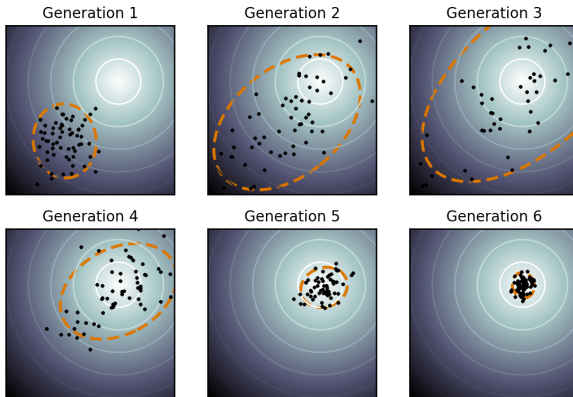 Generation 1
Generation 2
Generation 3
Generation 4
Generation 5
Generation 6